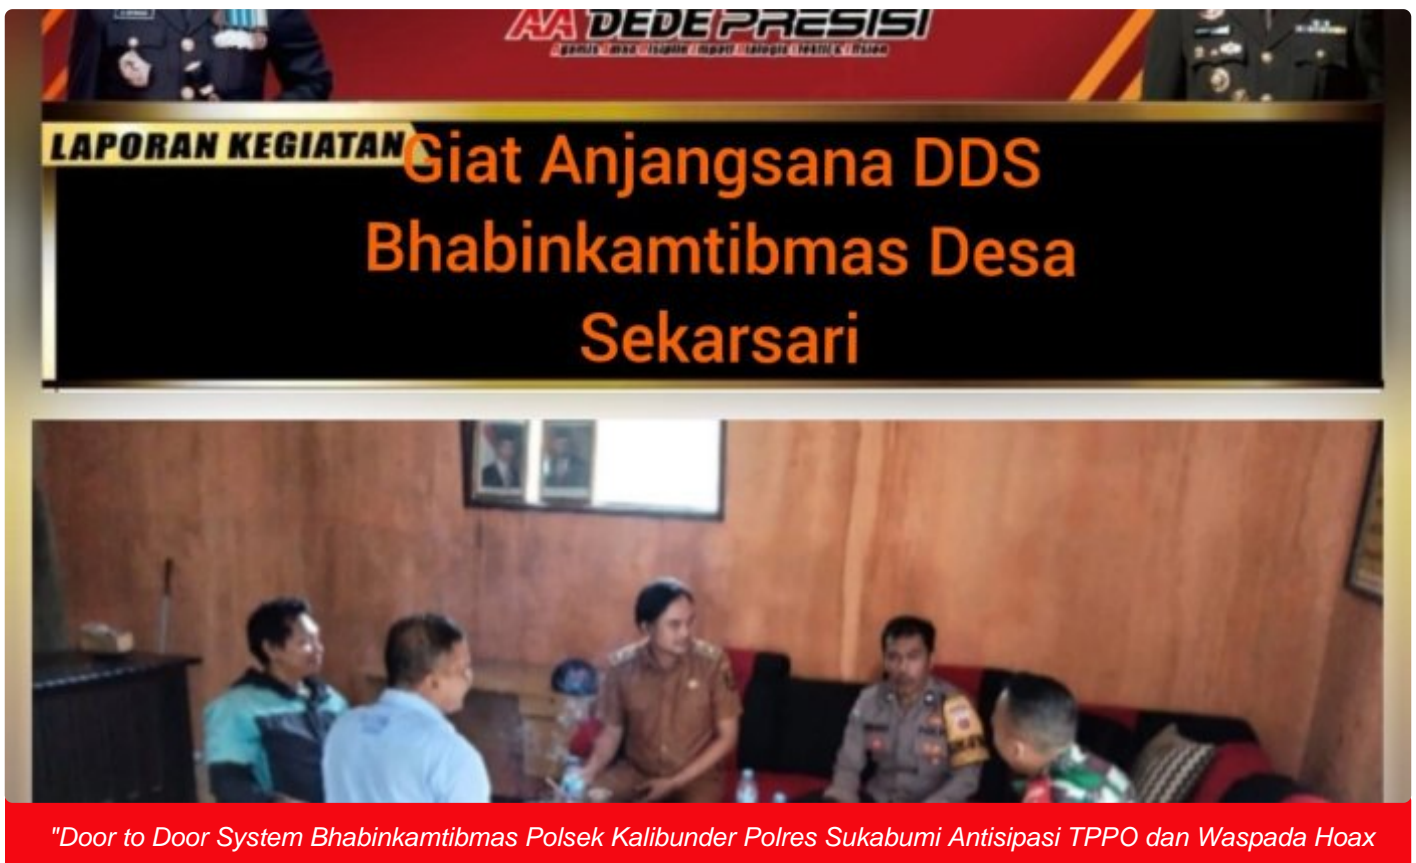 AA DEDE PRESISI
LAPORAN KEGIATAN
Giat Anjangsana DDS
Bhabinkamtibmas Desa
Sekarsari
"Door to Door System Bhabinkamtibmas Polsek Kalibunder Polres Sukabumi Antisipasi TPPO dan Waspada Hoax